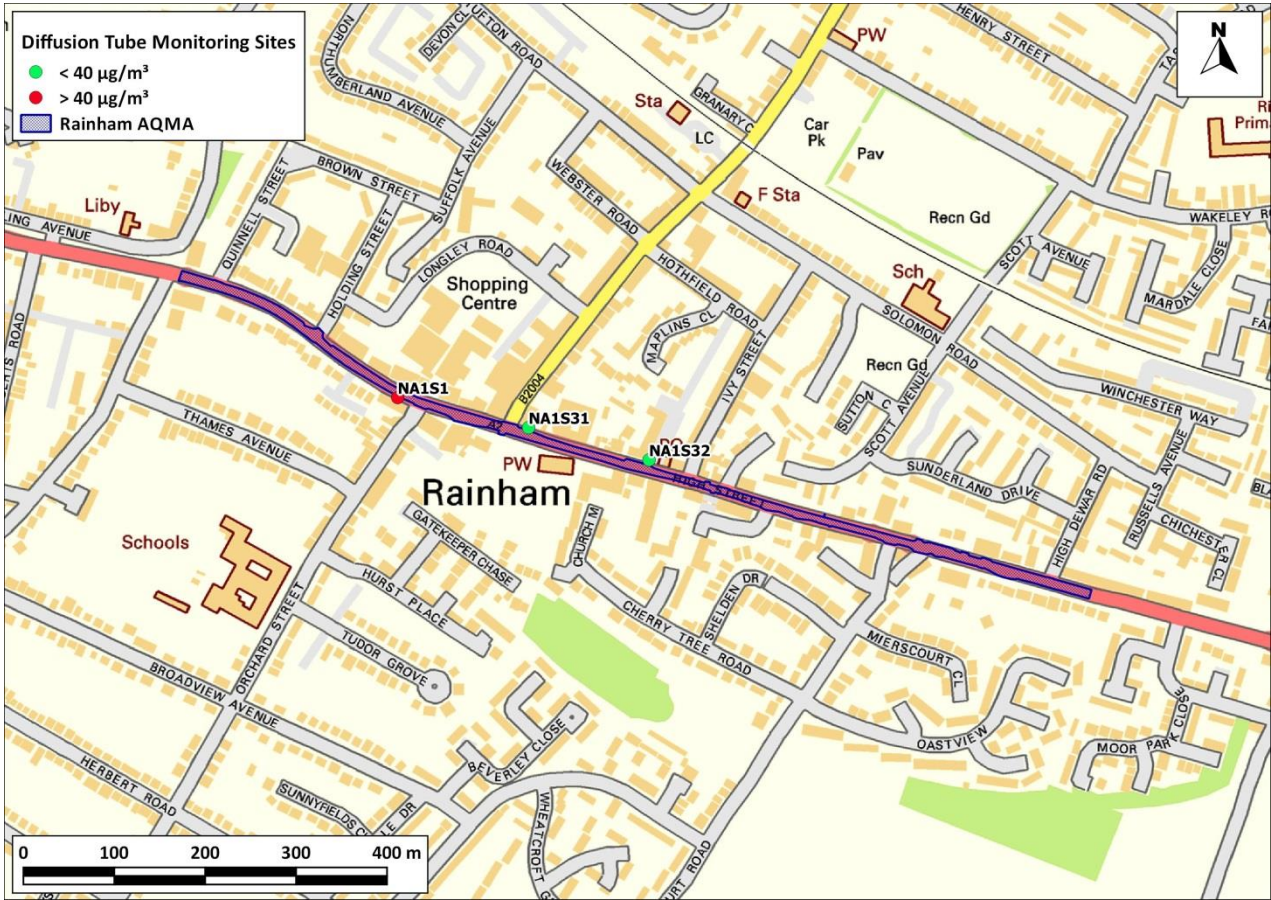 Diffusion Tube Monitoring Sites
< 40 µg/m³
> 40 µg/m³
Rainham AQMA
N
DEVON CL
TUFTON ROAD
NORTHUMBERLAND AVENUE
SUFFOLK AVENUE
PW
HENRY STREET
Sta
GRANARY C
LC
Car
Pk
Pav
Recn Gd
F Sta
WAKELEY
SCOTT AVENUE
MARDALE CLOSE
BROWN STREET
WEBSTER ROAD
Liby
LING AVENUE
QUINNELL STREET
HOLDING STREET
LONGLEY ROAD
Shopping
Centre
HOTHFIELD ROAD
MAPLINS CL
IVY STREET
Sch
SOLOMON ROAD
Recn Gd
SUTTON C
SCOTT AVENUE
WINCHESTER WAY
B2004
NA1S1
A2
NA1S31
NA1S32
PW
HIGH STREET
SUNDERLAND DRIVE
HIGH DEWAR RD
RUSSELLS AVENUE
CHICHESTER CL
Rainham
THAMES AVENUE
Schools
GATEKEEPER CHASE
CHURCH M
HURST PLACE
SHELDEN DR
CHERRY TREE ROAD
MIERSCOURT CL
ORCHARD STREET
TUDOR GROVE
BROADVIEW AVENUE
BEVERLEY CLOSE
OASTVIEW
MOOR PARK CLOSE
HERBERT ROAD
SUNNYFIELDS C
LE DR
WHEATCROFT G
URT ROAD
0 100 200 300 400 m